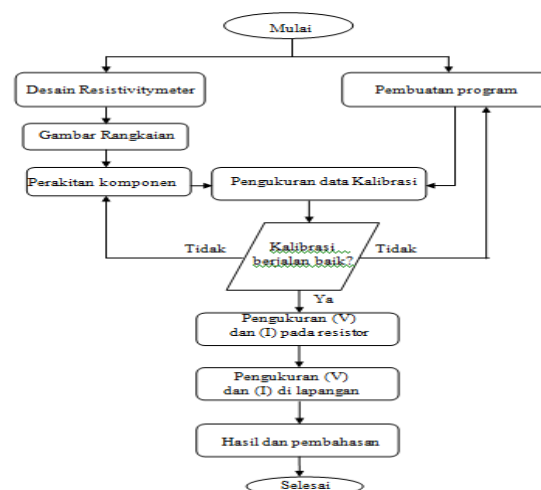 Mulai
Desain Resistivitymeter
Pembuatan program
Gambar Rangkaian
Perakitan komponen
Pengukuran data Kalibrasi
Tidak
Kalibrasi
berjalan baik?
Tidak
Ya
Pengukuran (V)
dan (I) pada resistor
Pengukuran (V)
dan (I) di lapangan
Hasil dan pembahasan
Selesai